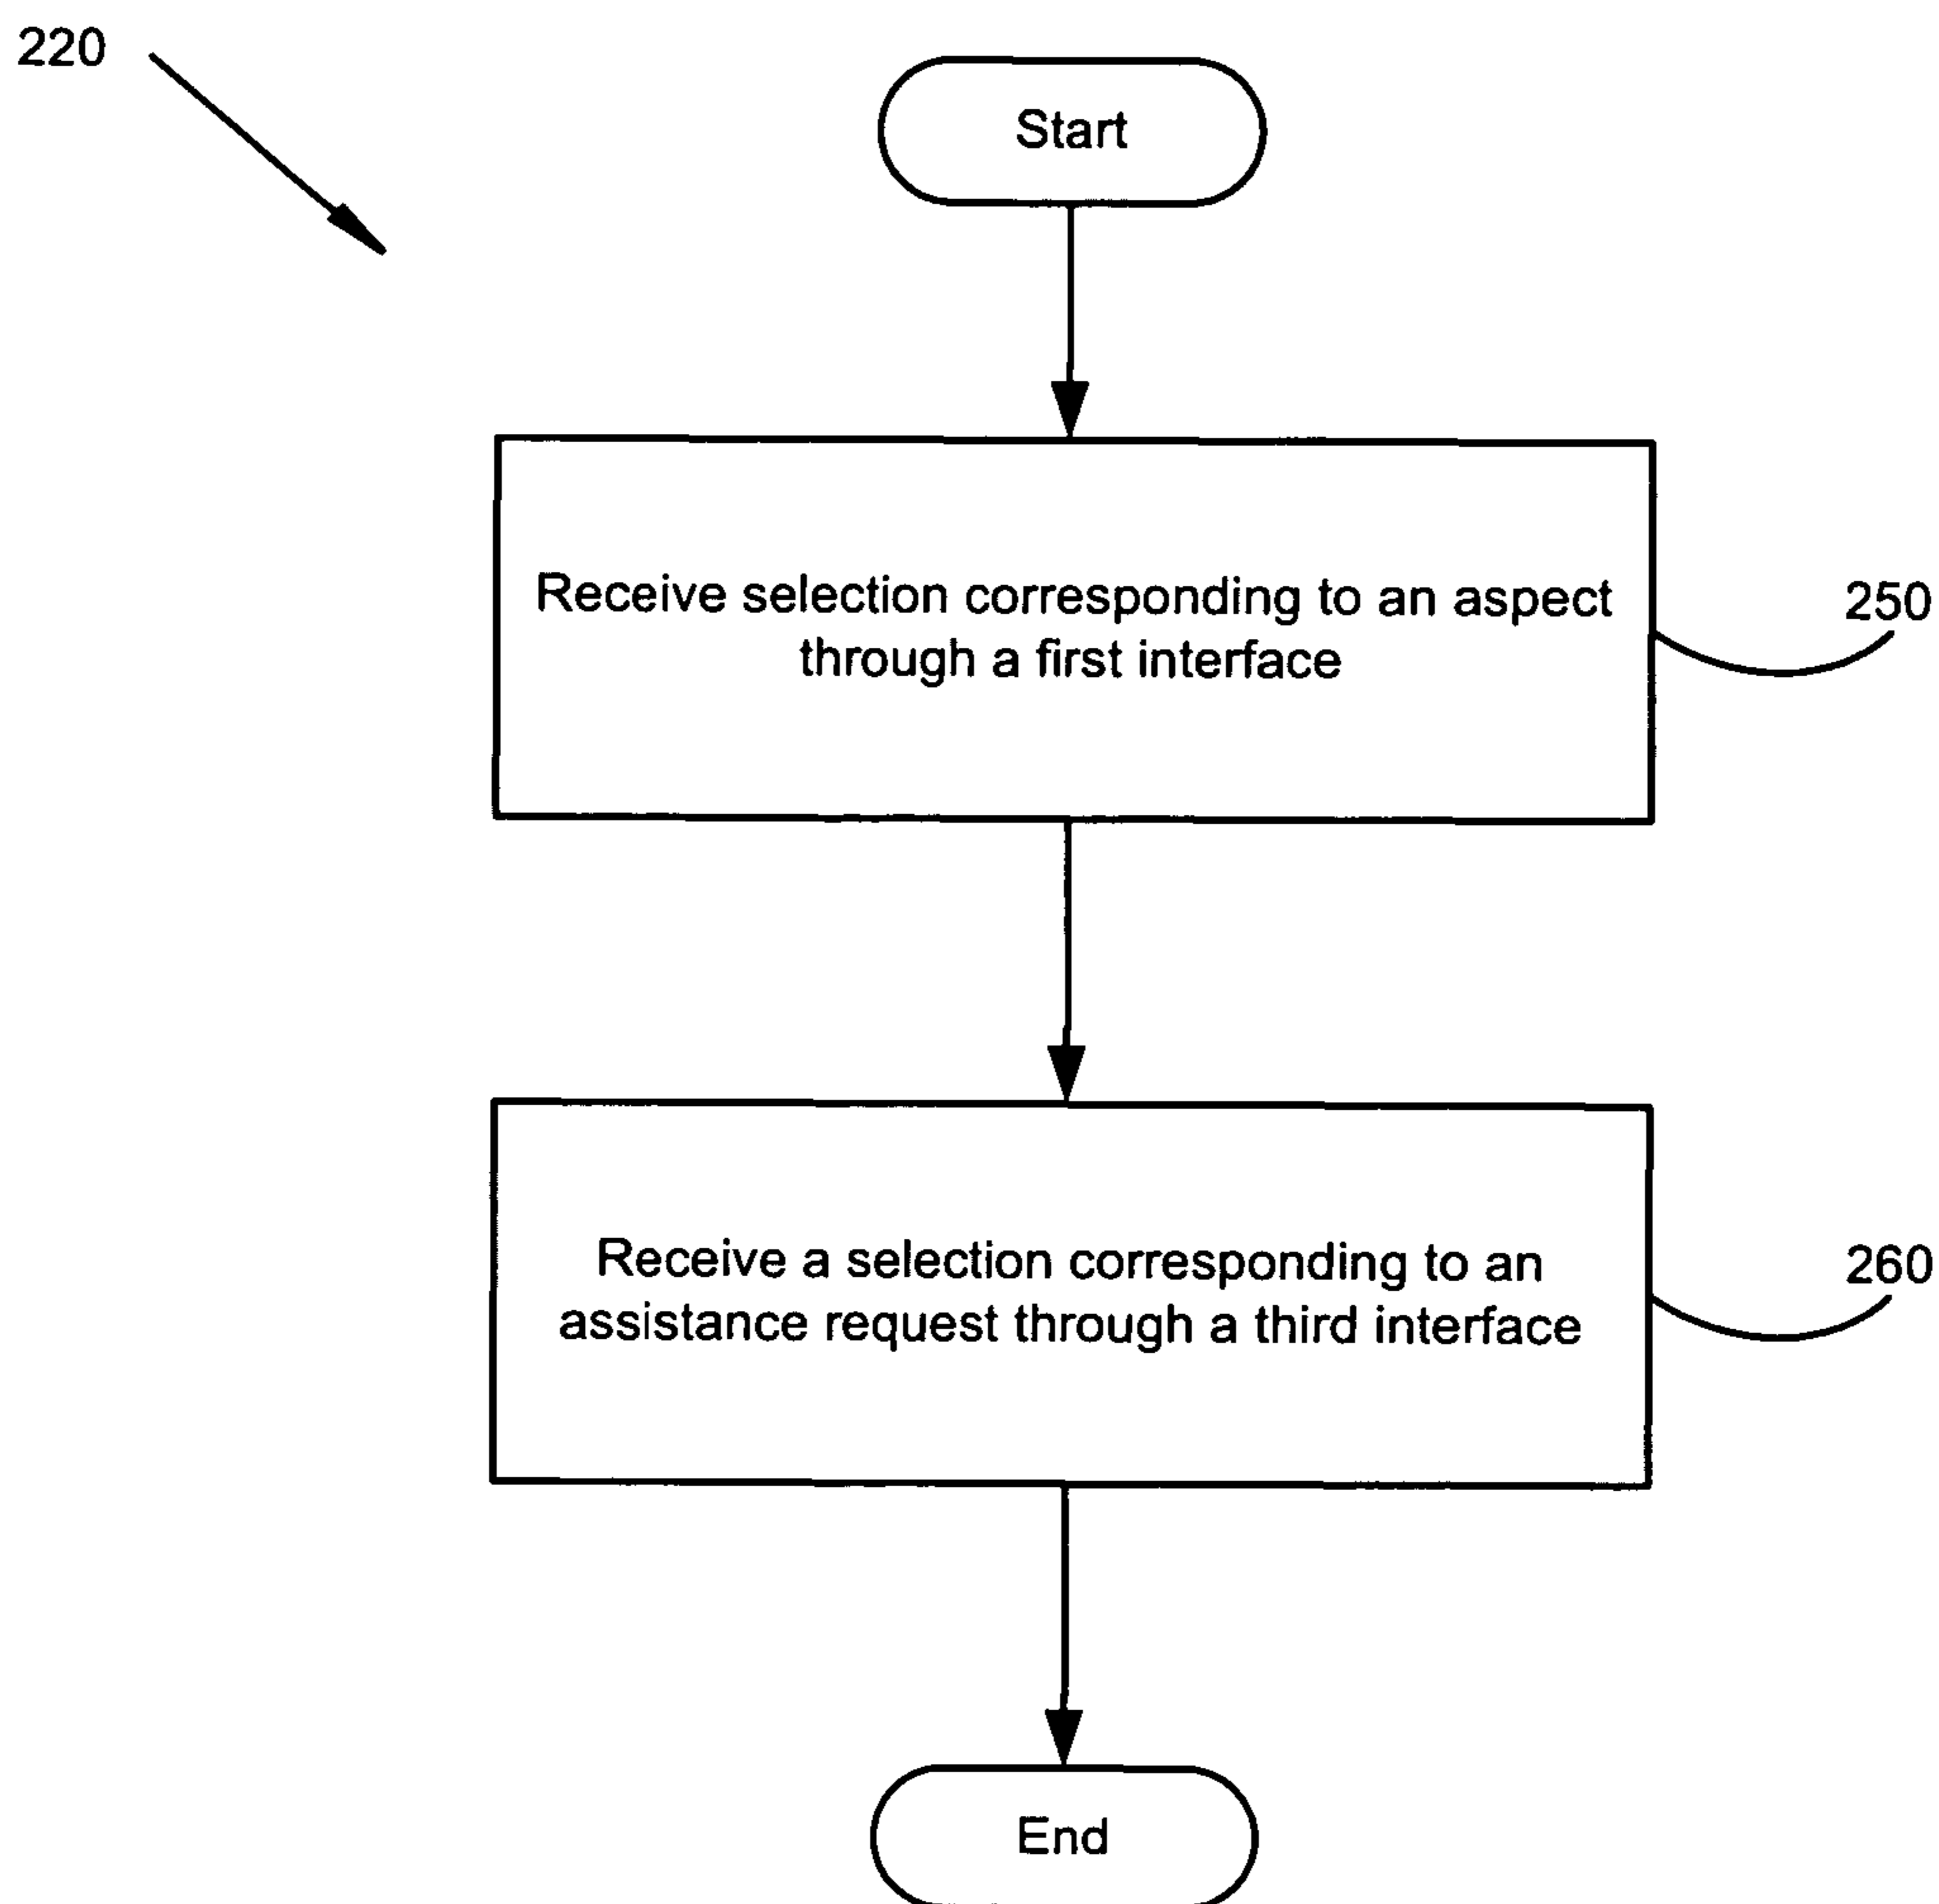 220
Start
Receive selection corresponding to an aspect
through a first interface
250
Receive a selection corresponding to an
assistance request through a third interface
260
End